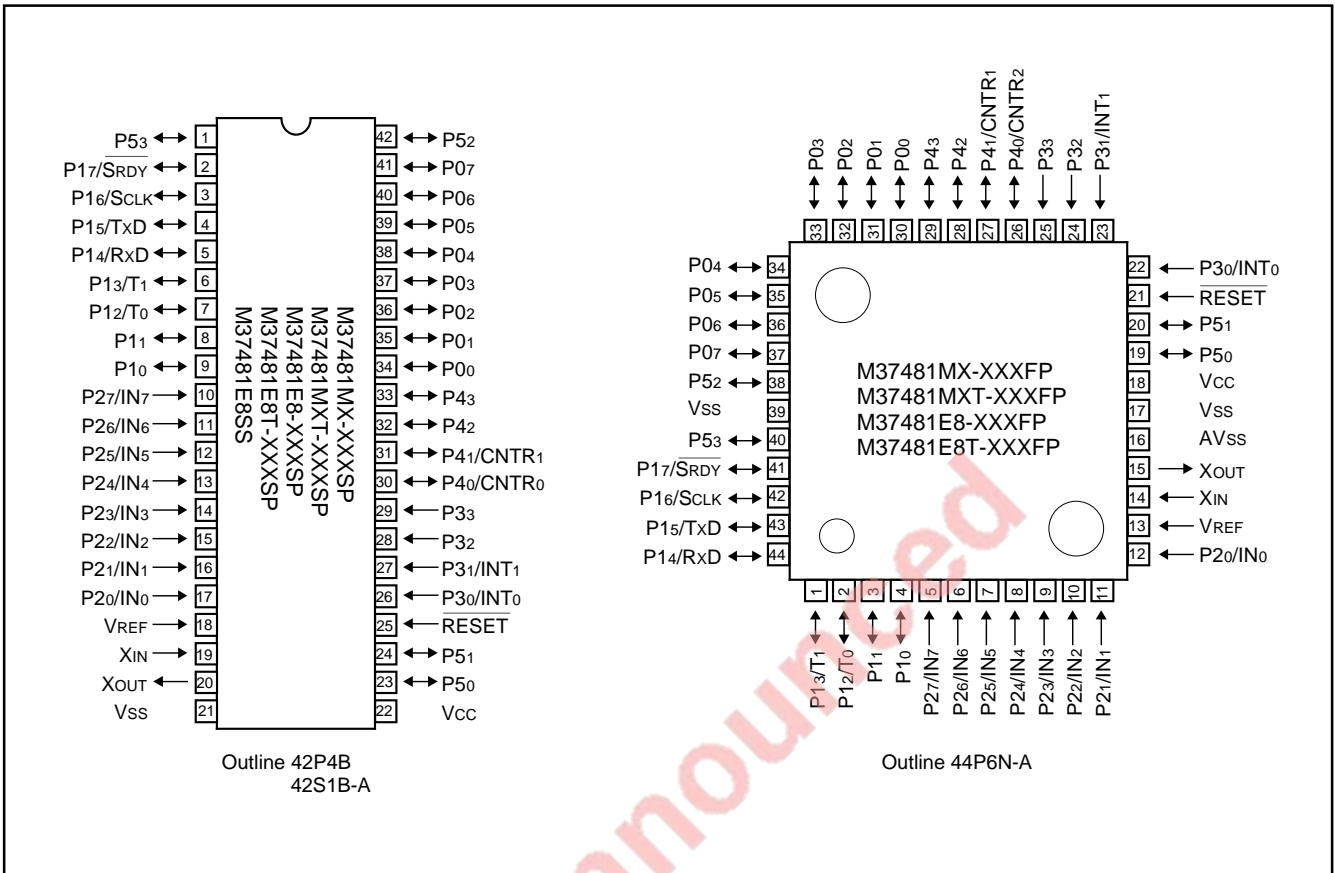 P53 1
P17/SRDY 2
P16/SCLK 3
P15/TxD 4
P14/RxD 5
P13/T1 6
P12/T0 7
P11 8
P10 9
P27/IN7 10
P26/IN6 11
P25/IN5 12
P24/IN4 13
P23/IN3 14
P22/IN2 15
P21/IN1 16
P20/IN0 17
VREF 18
XIN 19
XOUT 20
VSS 21
M37481MX-XXXSP
M37481MXT-XXXSP
M37481E8-XXXSP
M37481E8T-XXXSP
M37481E8SS
42 P52
41 P07
40 P06
39 P05
38 P04
37 P03
36 P02
35 P01
34 P00
33 P43
32 P42
31 P41/CNTR1
30 P40/CNTR0
29 P33
28 P32
27 P31/INT1
26 P30/INT0
25 RESET
24 P51
23 P50
22 VCC
Outline 42P4B
42S1B-A
P03 33
P02 32
P01 31
P00 30
P43 29
P42 28
P41/CNTR1 27
P40/CNTR2 26
P33 25
P32 24
P31/INT1 23
P04 34
P05 35
P06 36
P07 37
P52 38
VSS 39
P53 40
P17/SRDY 41
P16/SCLK 42
P15/TxD 43
P14/RxD 44
M37481MX-XXXFP
M37481MXT-XXXFP
M37481E8-XXXFP
M37481E8T-XXXFP
22 P30/INT0
21 RESET
20 P51
19 P50
18 VCC
17 VSS
16 AVSS
15 XOUT
14 XIN
13 VREF
12 P20/IN0
1 P13/T1
2 P12/T0
3 P11
4 P10
5 P27/IN7
6 P26/IN6
7 P25/IN5
8 P24/IN4
9 P23/IN3
10 P22/IN2
11 P21/IN1
Outline 44P6N-A
nounced